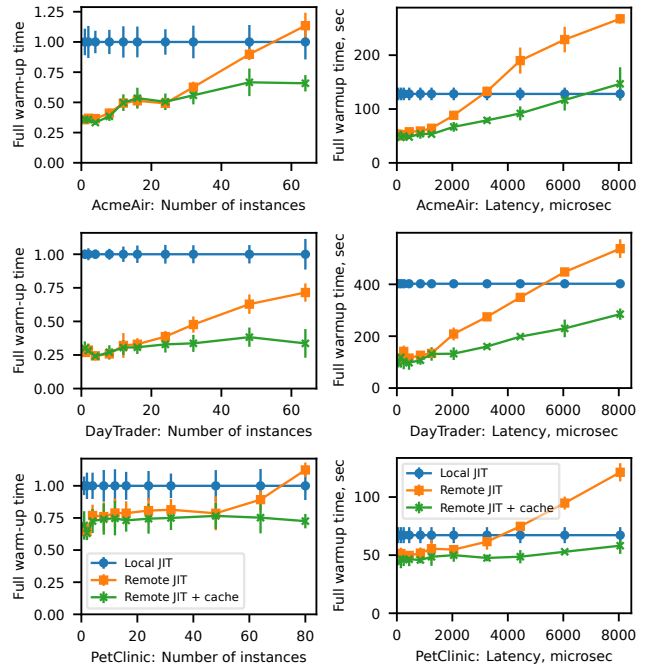 Full warm-up time
1.25
1.00
0.75
0.50
0.25
0.00
0
20
40
60
AcmeAir: Number of instances
Full warmup time, sec
200
100
0
0
2000
4000
6000
8000
AcmeAir: Latency, microsec
Full warm-up time
1.00
0.75
0.50
0.25
0.00
0
20
40
60
DayTrader: Number of instances
Full warmup time, sec
400
200
0
0
2000
4000
6000
8000
DayTrader: Latency, microsec
Full warm-up time
1.00
0.75
0.50
0.25
0.00
Local JIT
Remote JIT
Remote JIT + cache
0
20
40
60
80
PetClinic: Number of instances
Full warmup time, sec
100
50
0
Local JIT
Remote JIT
Remote JIT + cache
0
2000
4000
6000
8000
PetClinic: Latency, microsec